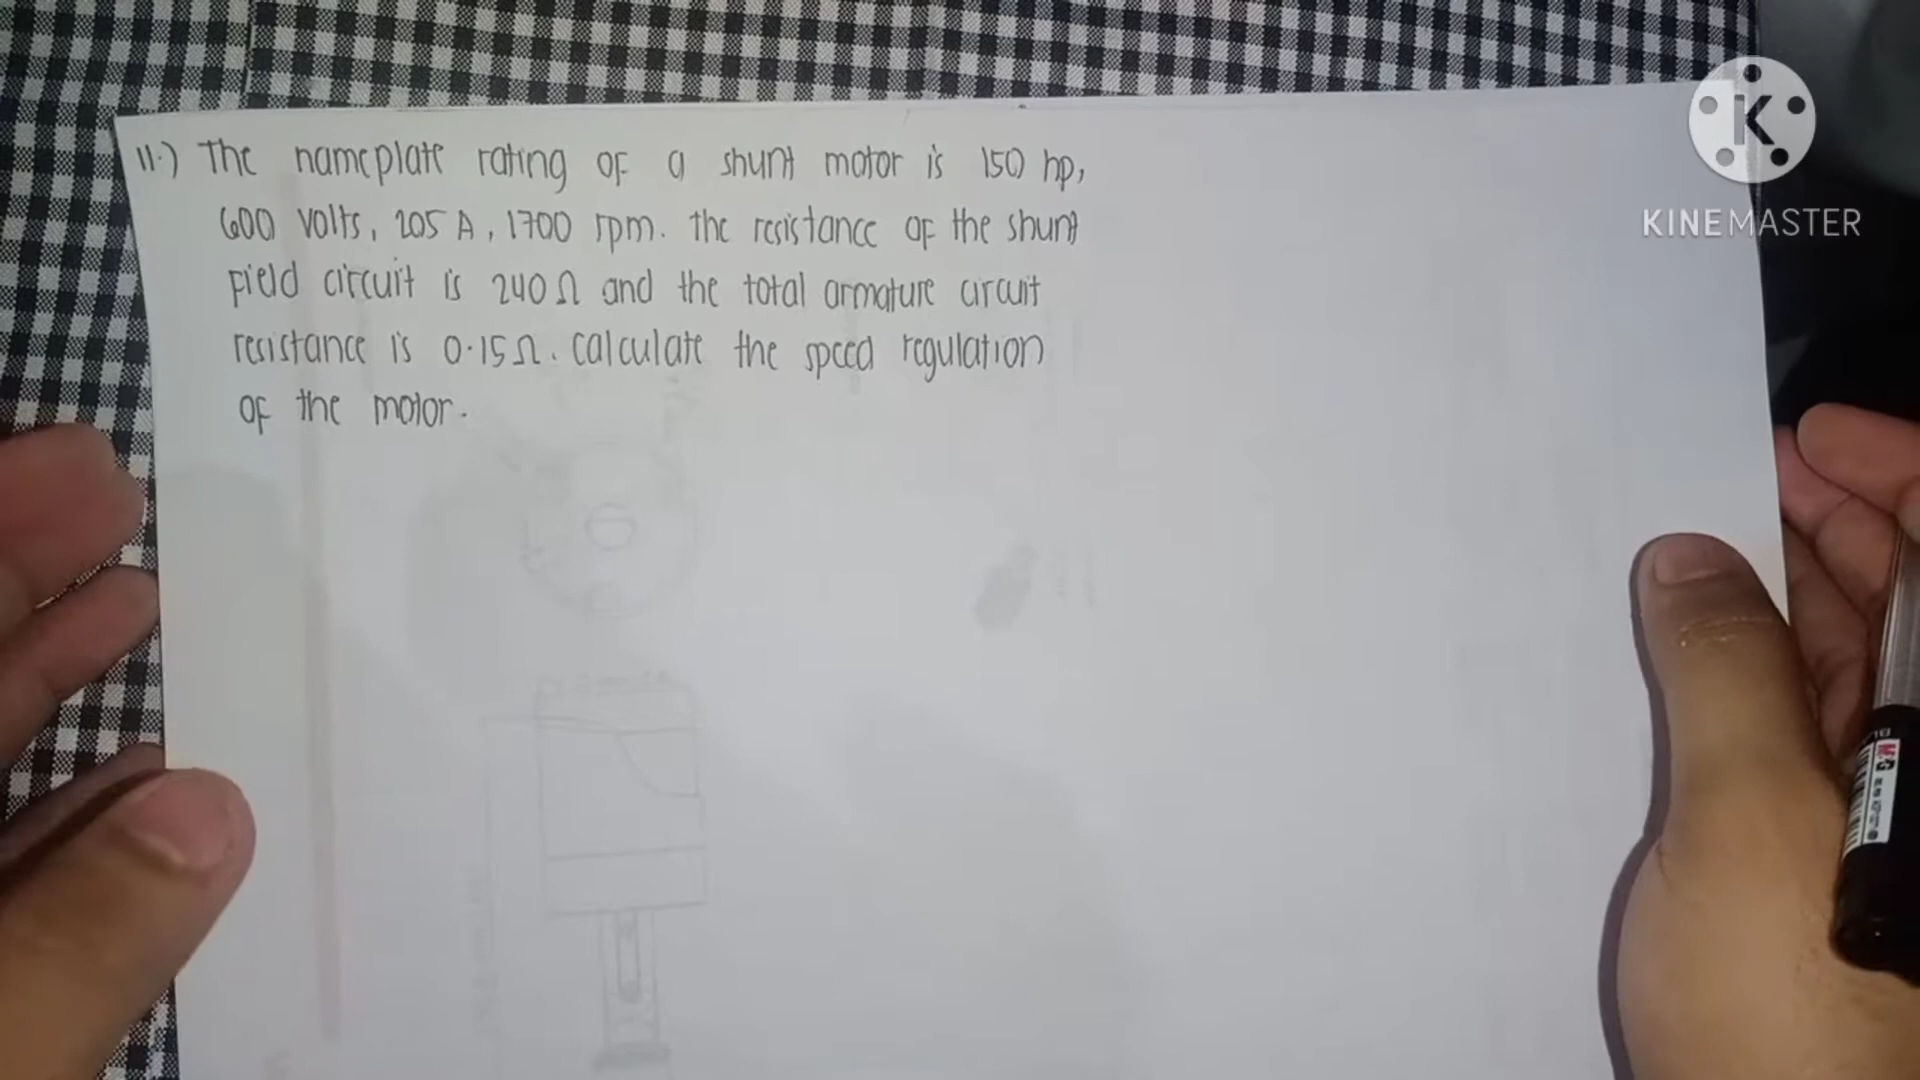 11.) The nameplate rating of a shunt motor is 150 hp,
600 volts, 205 A, 1700 rpm. The resistance of the shunt
field circuit is 240 Ω and the total armature circuit
resistance is 0.15 Ω. Calculate the speed regulation
of the motor.
K
KINEMASTER